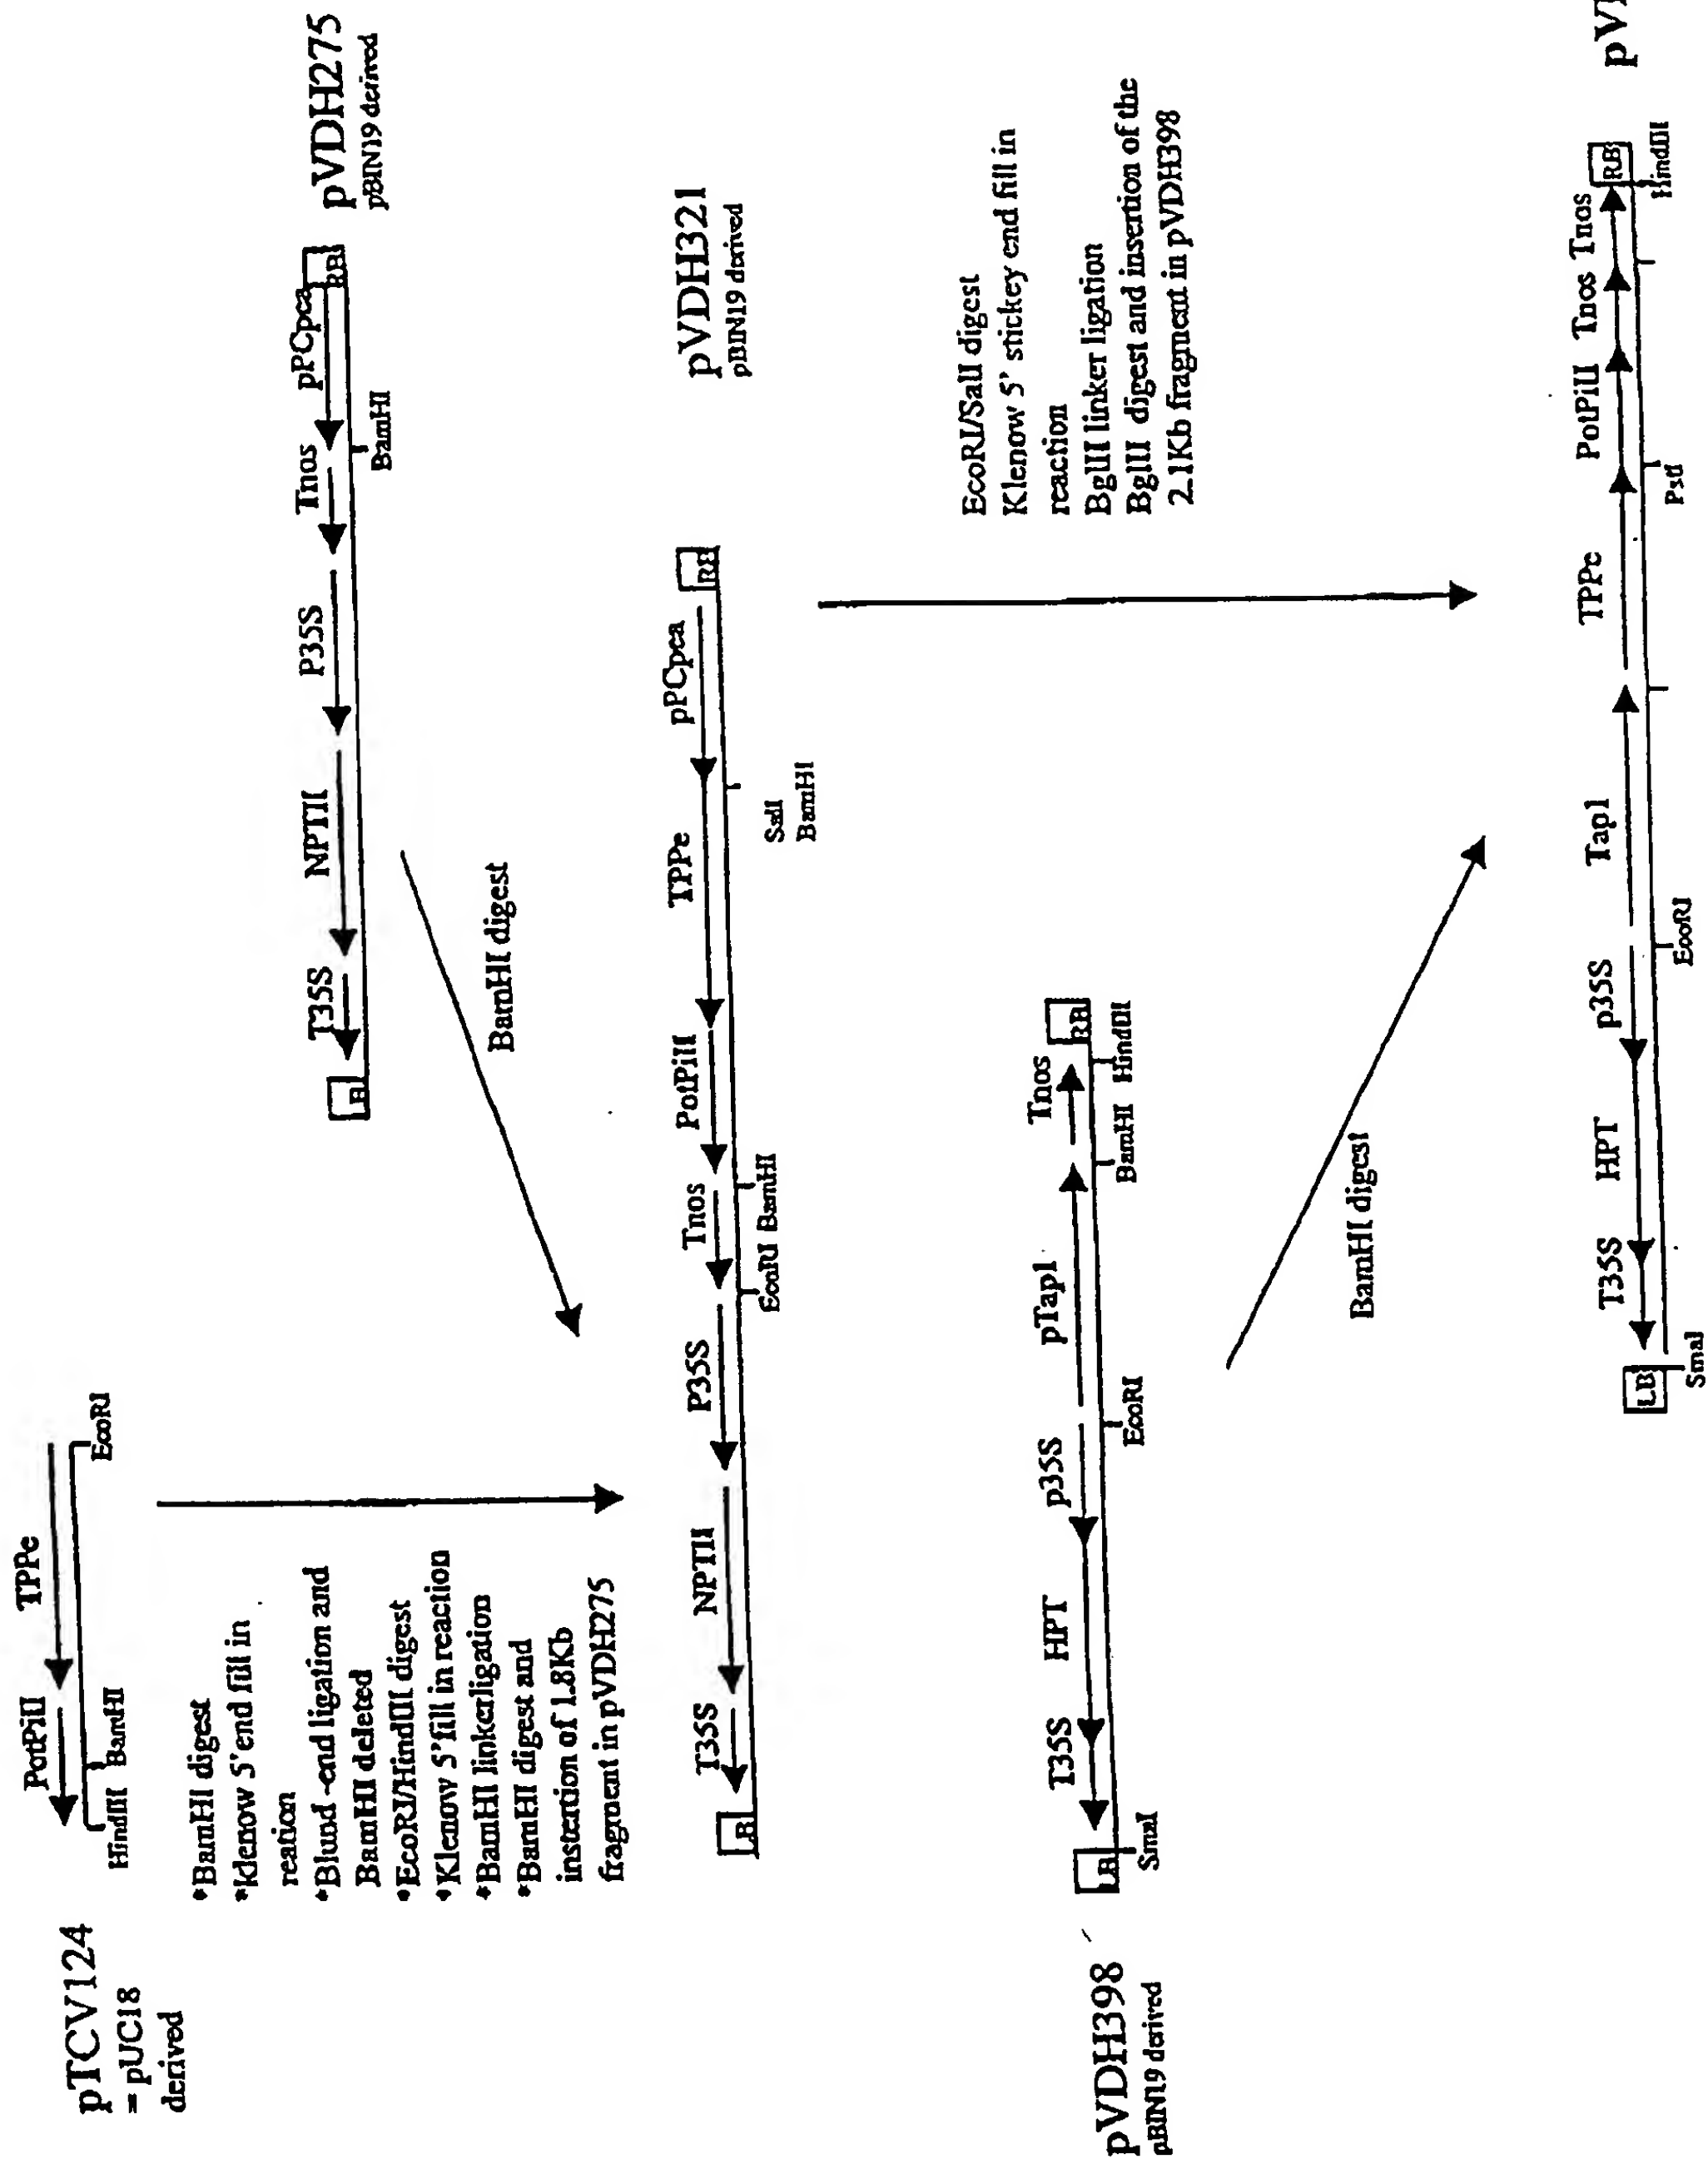 pTCV124
= pUC18
derived
PotPiII TPPe
HindIII BamHI EcoRI
*BamHI digest
*klenow 5'end fill in
reation
*Blund -end ligation and
BamHI deleted
*EcoRI/HindIII digest
*Klenow 5'fill in reaction
*BamHI linkerligation
*BamHI digest and
instertion of 1.8Kb
fragment in pVDH275
pVDH275
pBIN19 derived
LB T35S NPTII P35S Tnos pPCpea RB
BamHI
BamHI digest
pVDH321
pBIN19 derived
LB T35S NPTII P35S Tnos PotPiII TPPe pPCpea RB
EcoRI BamHI SalI
BamHI
EcoRI/SalI digest
Klenow 5' stickey end fill in
reaction
BglII linker ligation
BglII digest and insertion of the
2.1Kb fragment in pVDH398
pVDH398
pBIN19 derived
LB T35S HPT p35S pTap1 Tnos RB
SmaI EcoRI BamHI HindIII
BamHI digest
LB T35S HPT p35S Tap1 TPPe PotPiII Tnos Tnos RB
SmaI EcoRI PstI HindIII